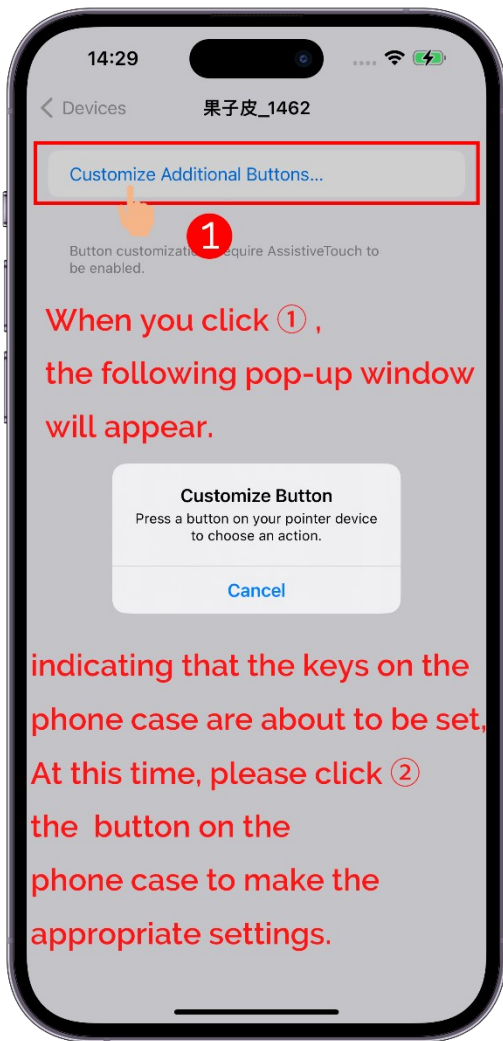 14:29
Devices
果子皮_1462
Customize Additional Buttons...
1
Button customizat require AssistiveTouch to
be enabled.
When you click ①,
the following pop-up window
will appear.
Customize Button
Press a button on your pointer device
to choose an action.
Cancel
indicating that the keys on the
phone case are about to be set,
At this time, please click ②
the button on the
phone case to make the
appropriate settings.